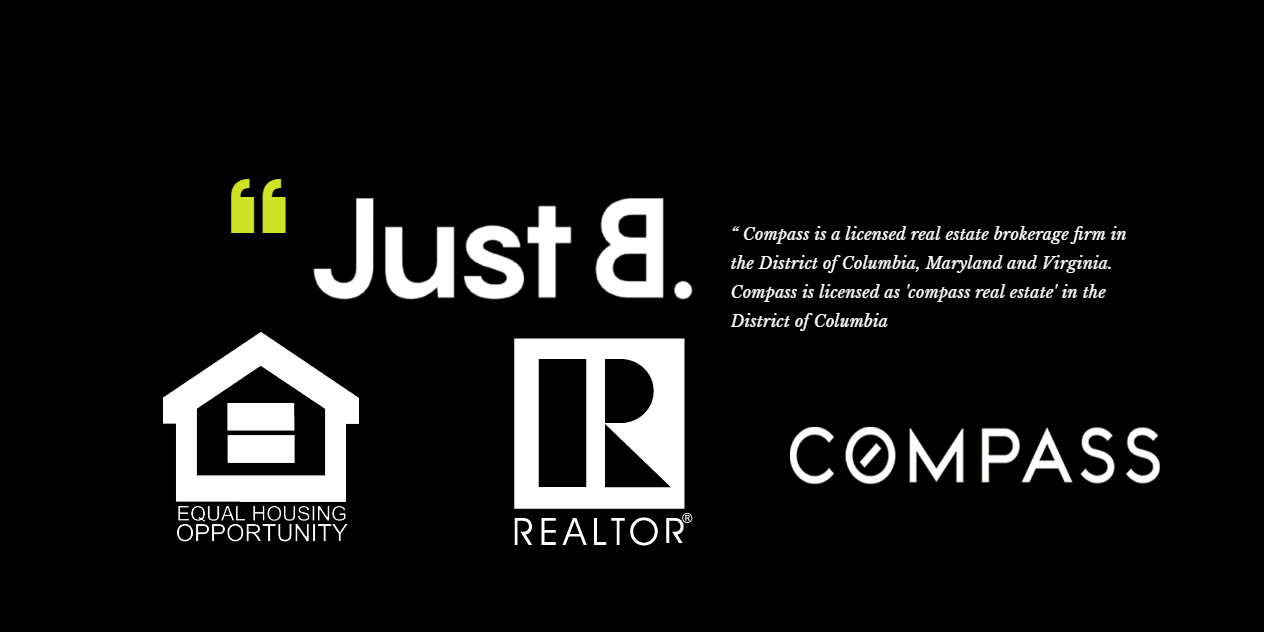 “ Just B.
“ Compass is a licensed real estate brokerage firm in
the District of Columbia, Maryland and Virginia.
Compass is licensed as 'compass real estate' in the
District of Columbia
EQUAL HOUSING
OPPORTUNITY
R
REALTOR®
COMPASS